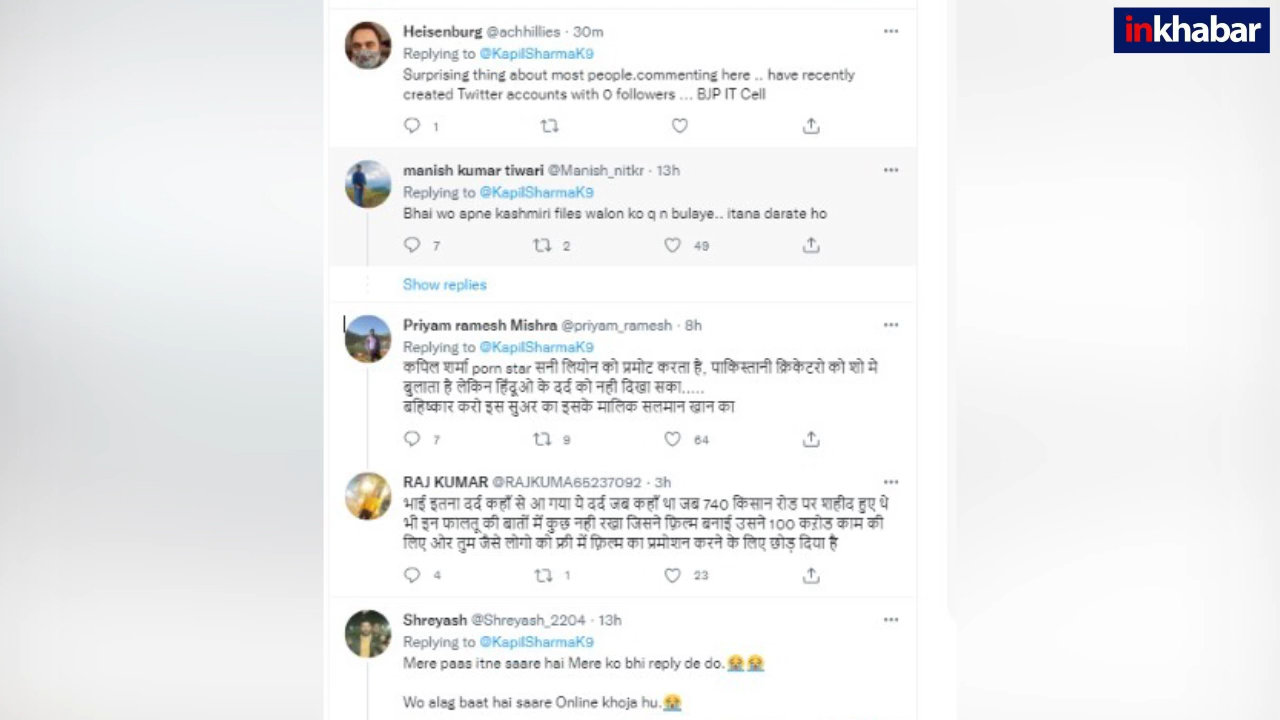 inkhabar
Heisenburg @achhillies · 30m
Replying to @KapilSharmaK9
Surprising thing about most people.commenting here .. have recently
created Twitter accounts with 0 followers ... BJP IT Cell
1
manish kumar tiwari @Manish_nitkr · 13h
Replying to @KapilSharmaK9
Bhai wo apne kashmiri files walon ko q n bulaye.. itana darate ho
7 2 49
Show replies
Priyam ramesh Mishra @priyam_ramesh · 8h
Replying to @KapilSharmaK9
कपिल शर्मा porn star सनी लियोन को प्रमोट करता है, पाकिस्तानी क्रिकेटरो को शो मे
बुलाता है लेकिन हिंदूओ के दर्द को नही दिखा सका.....
बहिष्कार करो इस सुअर का इसके मालिक सलमान खान का
7 9 64
RAJ KUMAR @RAJKUMA65237092 · 3h
भाई इतना दर्द कहाँ से आ गया ये दर्द जब कहाँ था जब 740 किसान रोड पर शहीद हुए थे
भी इन फालतू की बातों में कुछ नही रखा जिसने फ़िल्म बनाई उसने 100 करोड काम की
लिए ओर तुम जैसे लोगो को फ्री में फ़िल्म का प्रमोशन करने के लिए छोड़ दिया है
4 1 23
Shreyash @Shreyash_2204 · 13h
Replying to @KapilSharmaK9
Mere paas itne saare hai Mere ko bhi reply de do.😭😭
Wo alag baat hai saare Online khoja hu.😭